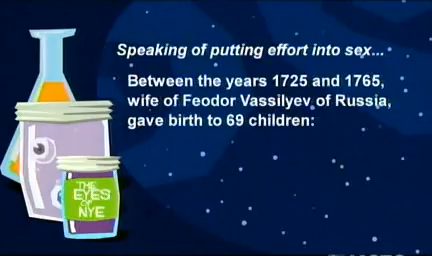 Speaking of putting effort into sex...
Between the years 1725 and 1765,
wife of Feodor Vassilyev of Russia,
gave birth to 69 children:
THE
EYES
OF
NYE